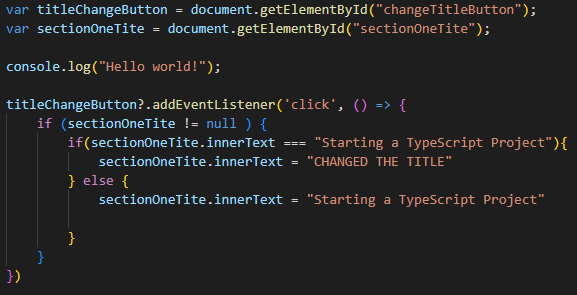 var titleChangeButton = document.getElementById("changeTitleButton");
var sectionOneTite = document.getElementById("sectionOneTite");
console.log("Hello world!");
titleChangeButton?.addEventListener('click', () => {
if (sectionOneTite != null ) {
if(sectionOneTite.innerText === "Starting a TypeScript Project"){
sectionOneTite.innerText = "CHANGED THE TITLE"
} else {
sectionOneTite.innerText = "Starting a TypeScript Project"
}
}
})